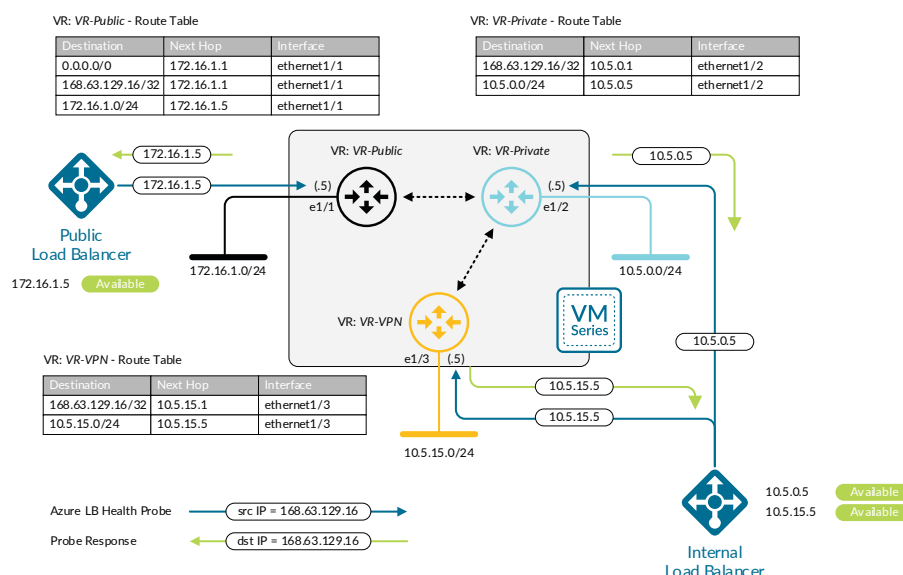 VR: VR-Public - Route Table
Destination Next Hop Interface
0.0.0.0/0 172.16.1.1 ethernet1/1
168.63.129.16/32 172.16.1.1 ethernet1/1
172.16.1.0/24 172.16.1.5 ethernet1/1
VR: VR-Private - Route Table
Destination Next Hop Interface
168.63.129.16/32 10.5.0.1 ethernet1/2
10.5.0.0/24 10.5.0.5 ethernet1/2
172.16.1.5
172.16.1.5
VR: VR-Public
VR: VR-Private
10.5.0.5
(.5)
e1/1
(.5)
e1/2
Public
Load Balancer
172.16.1.5 Available
172.16.1.0/24
10.5.0.0/24
VR: VR-VPN
VM
Series
10.5.0.5
e1/3 (.5)
VR: VR-VPN - Route Table
Destination Next Hop Interface
168.63.129.16/32 10.5.15.1 ethernet1/3
10.5.15.0/24 10.5.15.5 ethernet1/3
10.5.15.5
10.5.15.5
10.5.15.0/24
Azure LB Health Probe src IP = 168.63.129.16
Probe Response dst IP = 168.63.129.16
10.5.0.5 Available
10.5.15.5 Available
Internal
Load Balancer